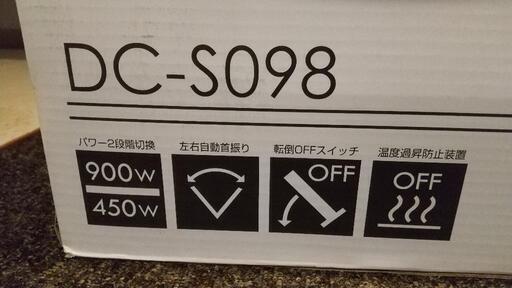 DC-S098
パワー2段階切換
左右自動首振り
転倒OFFスイッチ
温度過昇防止装置
900W
450W
OFF
OFF